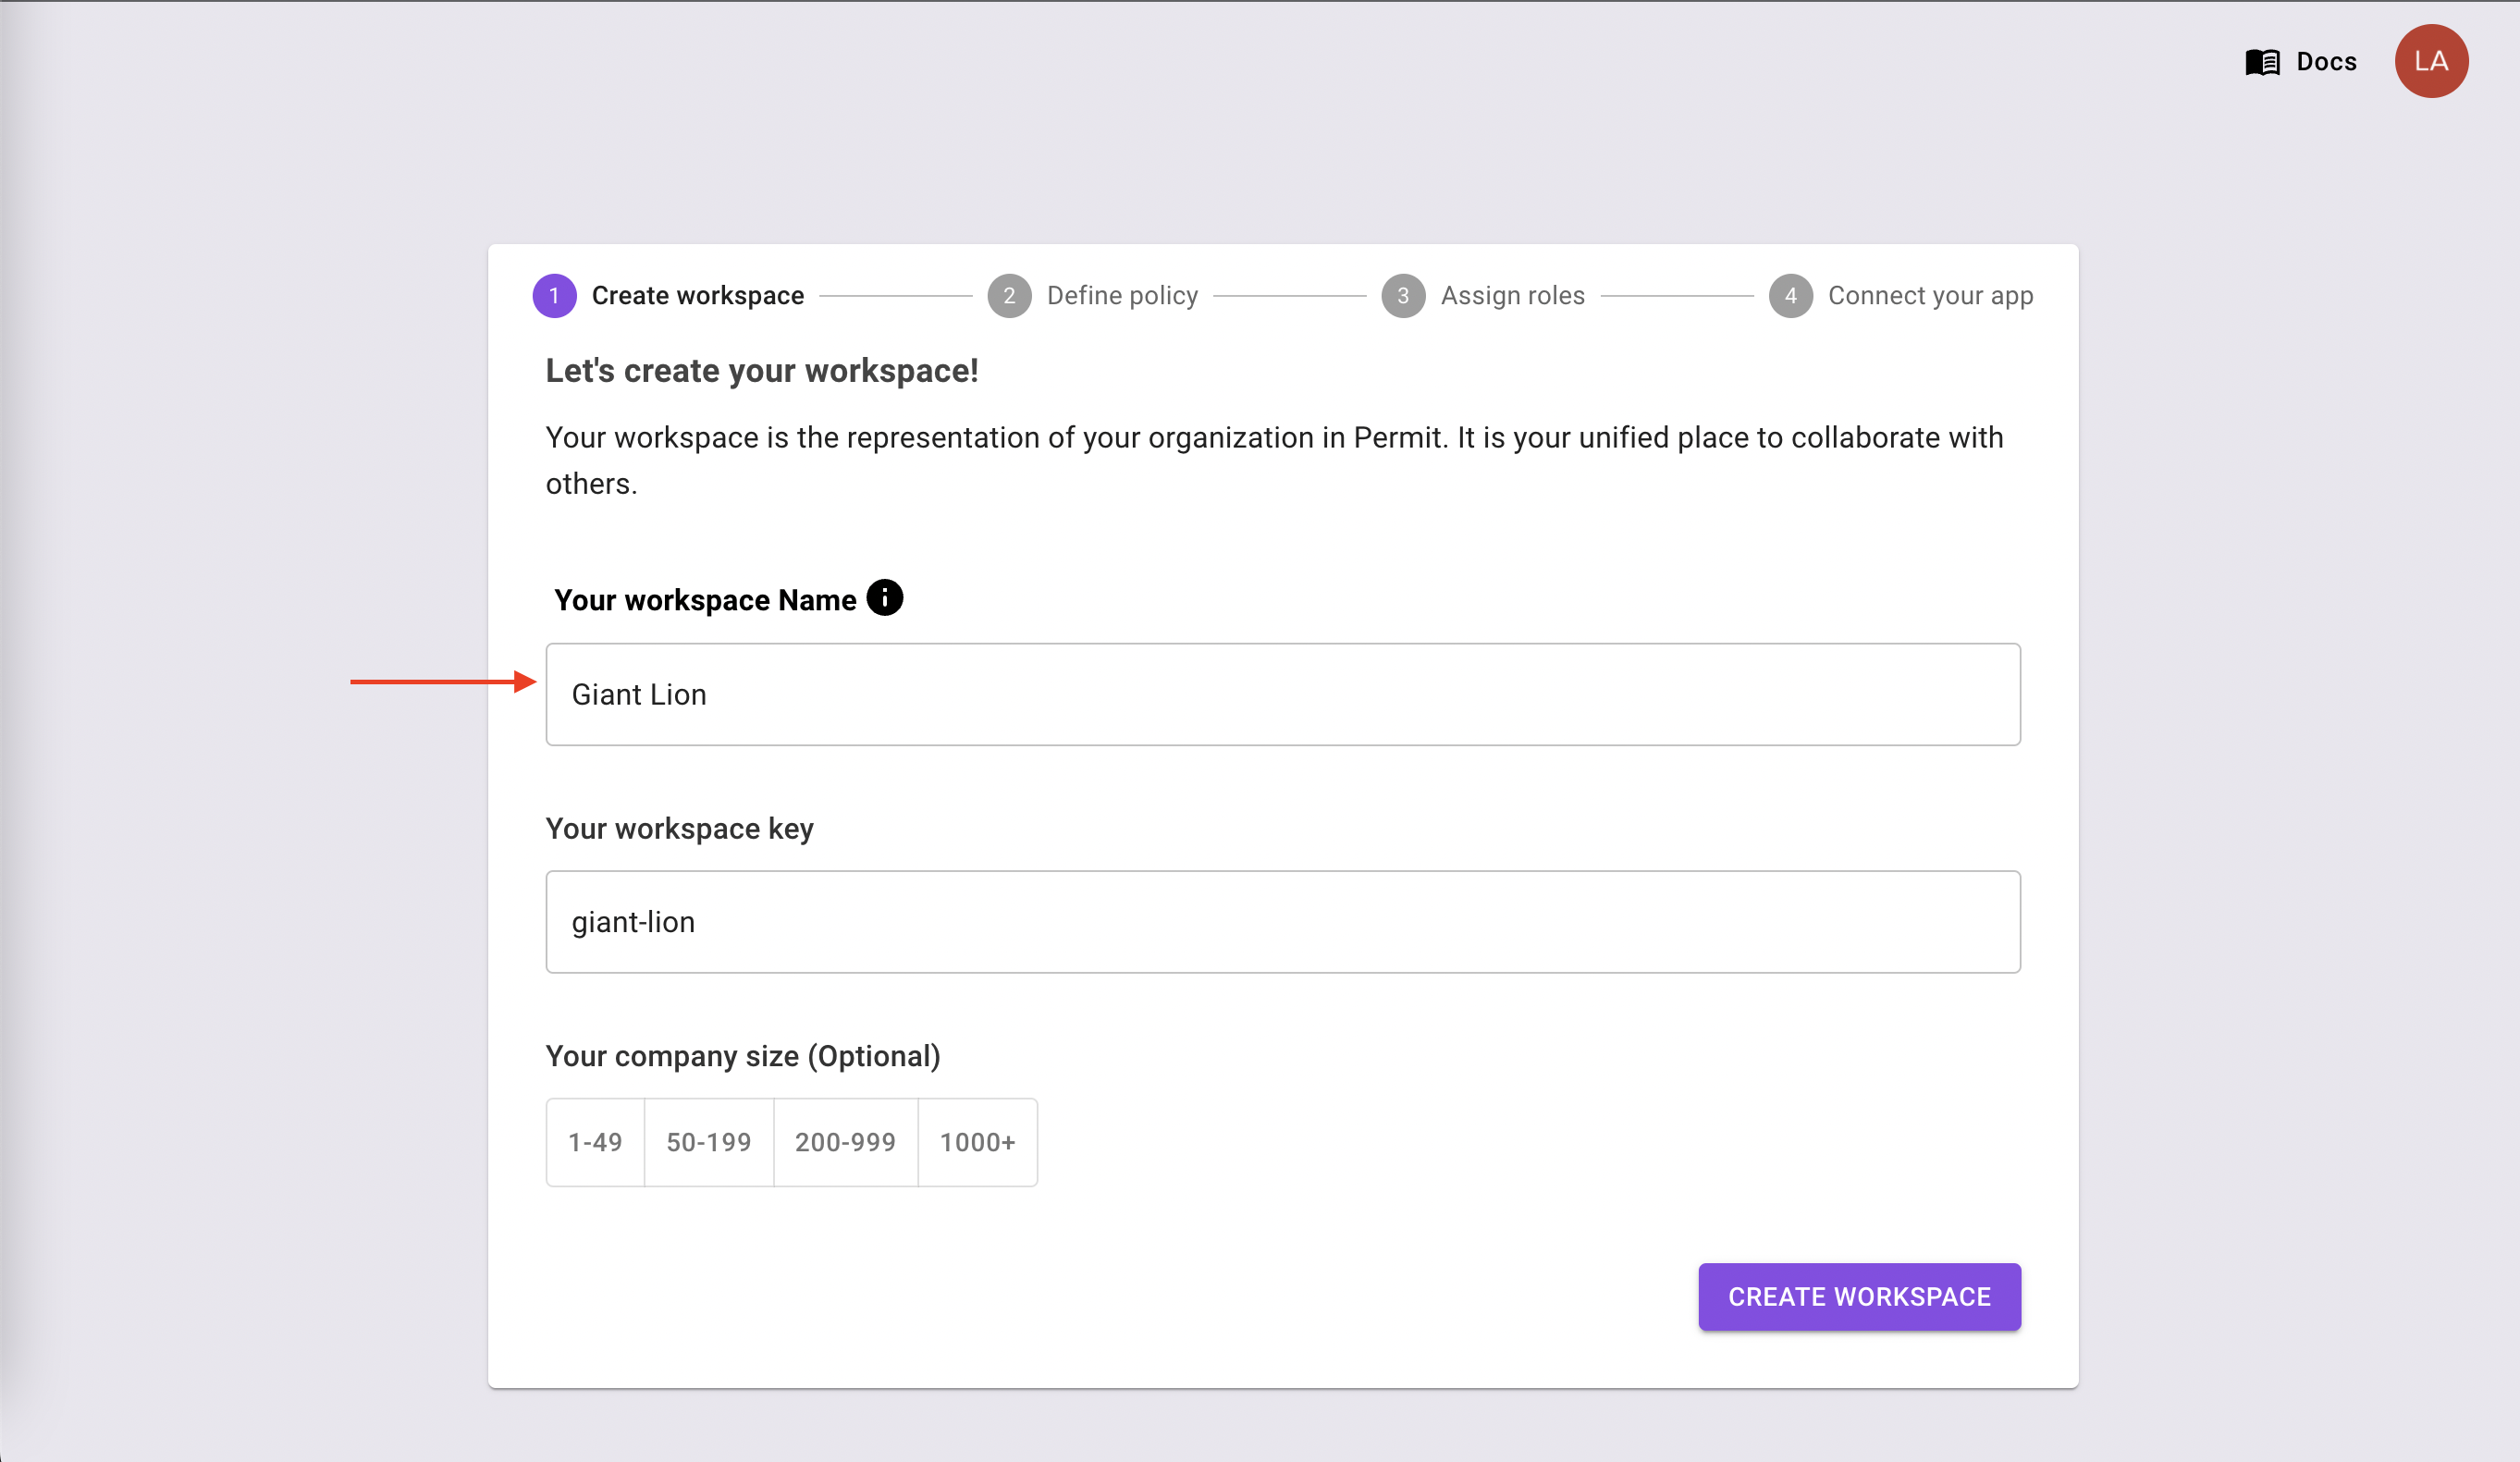 Docs
LA
1 Create workspace 2 Define policy 3 Assign roles 4 Connect your app
Let's create your workspace!
Your workspace is the representation of your organization in Permit. It is your unified place to collaborate with
others.
Your workspace Name
Giant Lion
Your workspace key
giant-lion
Your company size (Optional)
1-49 50-199 200-999 1000+
CREATE WORKSPACE